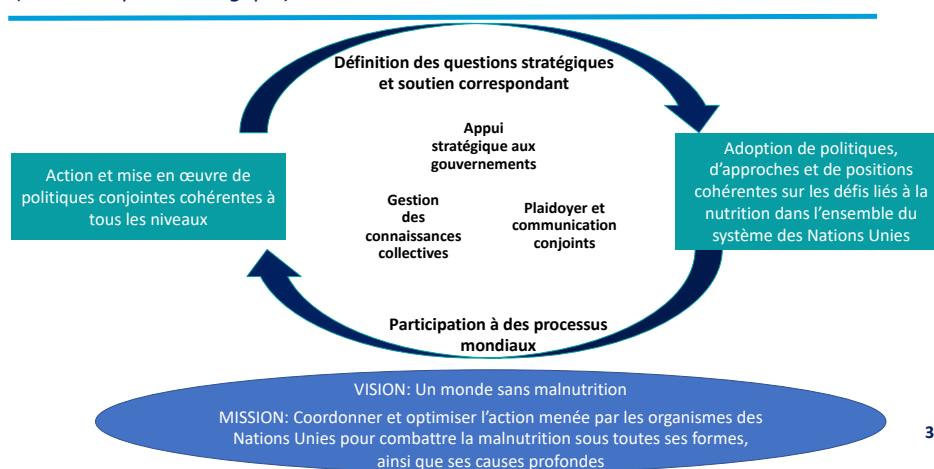 Définition des questions stratégiques
et soutien correspondant
Appui
stratégique aux
gouvernements
Action et mise en œuvre de
politiques conjointes cohérentes à
tous les niveaux
Gestion
des
connaissances
collectives
Plaidoyer et
communication
conjoints
Adoption de politiques,
d’approches et de positions
cohérentes sur les défis liés à la
nutrition dans l’ensemble du
système des Nations Unies
Participation à des processus
mondiaux
VISION: Un monde sans malnutrition
MISSION: Coordonner et optimiser l’action menée par les organismes des
Nations Unies pour combattre la malnutrition sous toutes ses formes,
ainsi que ses causes profondes
3